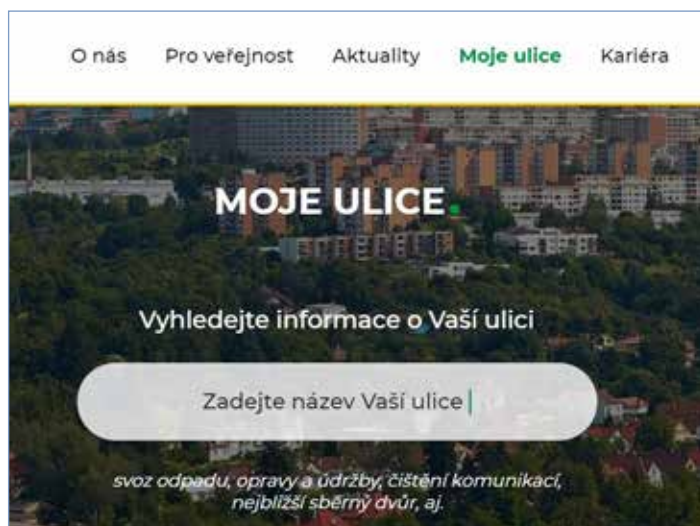 O nás Pro veřejnost Aktuality Moje ulice Kariéra
MOJE ULICE.
Vyhledejte informace o Vaší ulici
Zadejte název Vaší ulice
svoz odpadu, opravy a údržby, čištění komunikací,
nejbližší sběrný dvůr, aj.